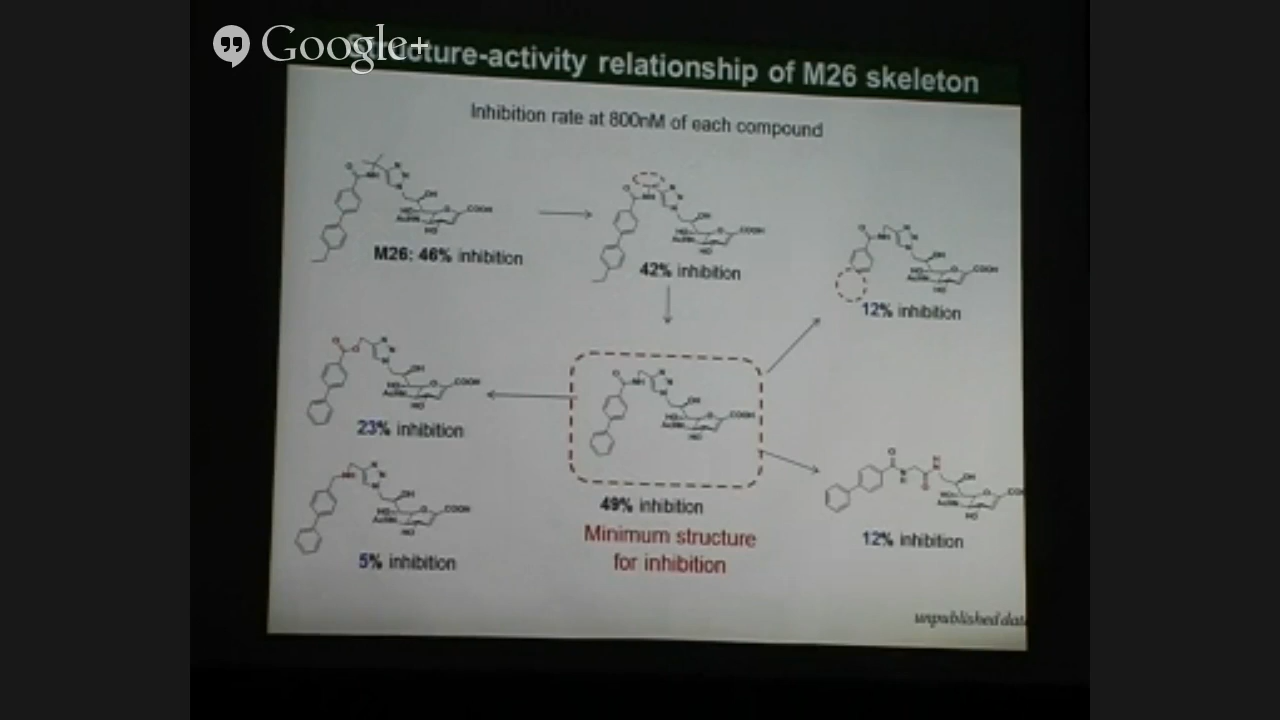 Google+
Structure-activity relationship of M26 skeleton
Inhibition rate at 800nM of each compound
M26: 46% inhibition
42% inhibition
12% inhibition
23% inhibition
49% inhibition
Minimum structure
for inhibition
12% inhibition
5% inhibition
unpublished data